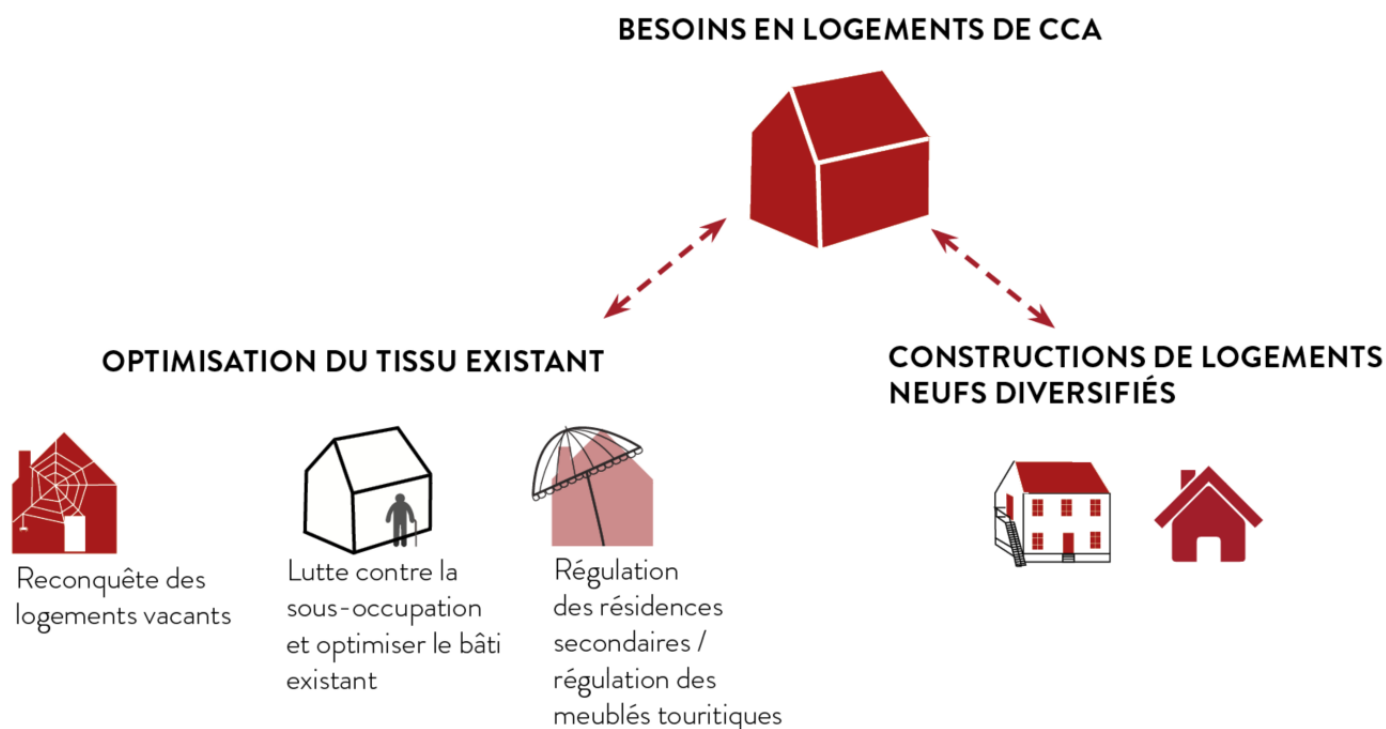 BESOINS EN LOGEMENTS DE CCA
OPTIMISATION DU TISSU EXISTANT
CONSTRUCTIONS DE LOGEMENTS
NEUFS DIVERSIFIÉS
Reconquête des
logements vacants
Lutte contre la
sous-occupation
et optimiser le bâti
existant
Régulation
des résidences
secondaires /
régulation des
meublés touritiques